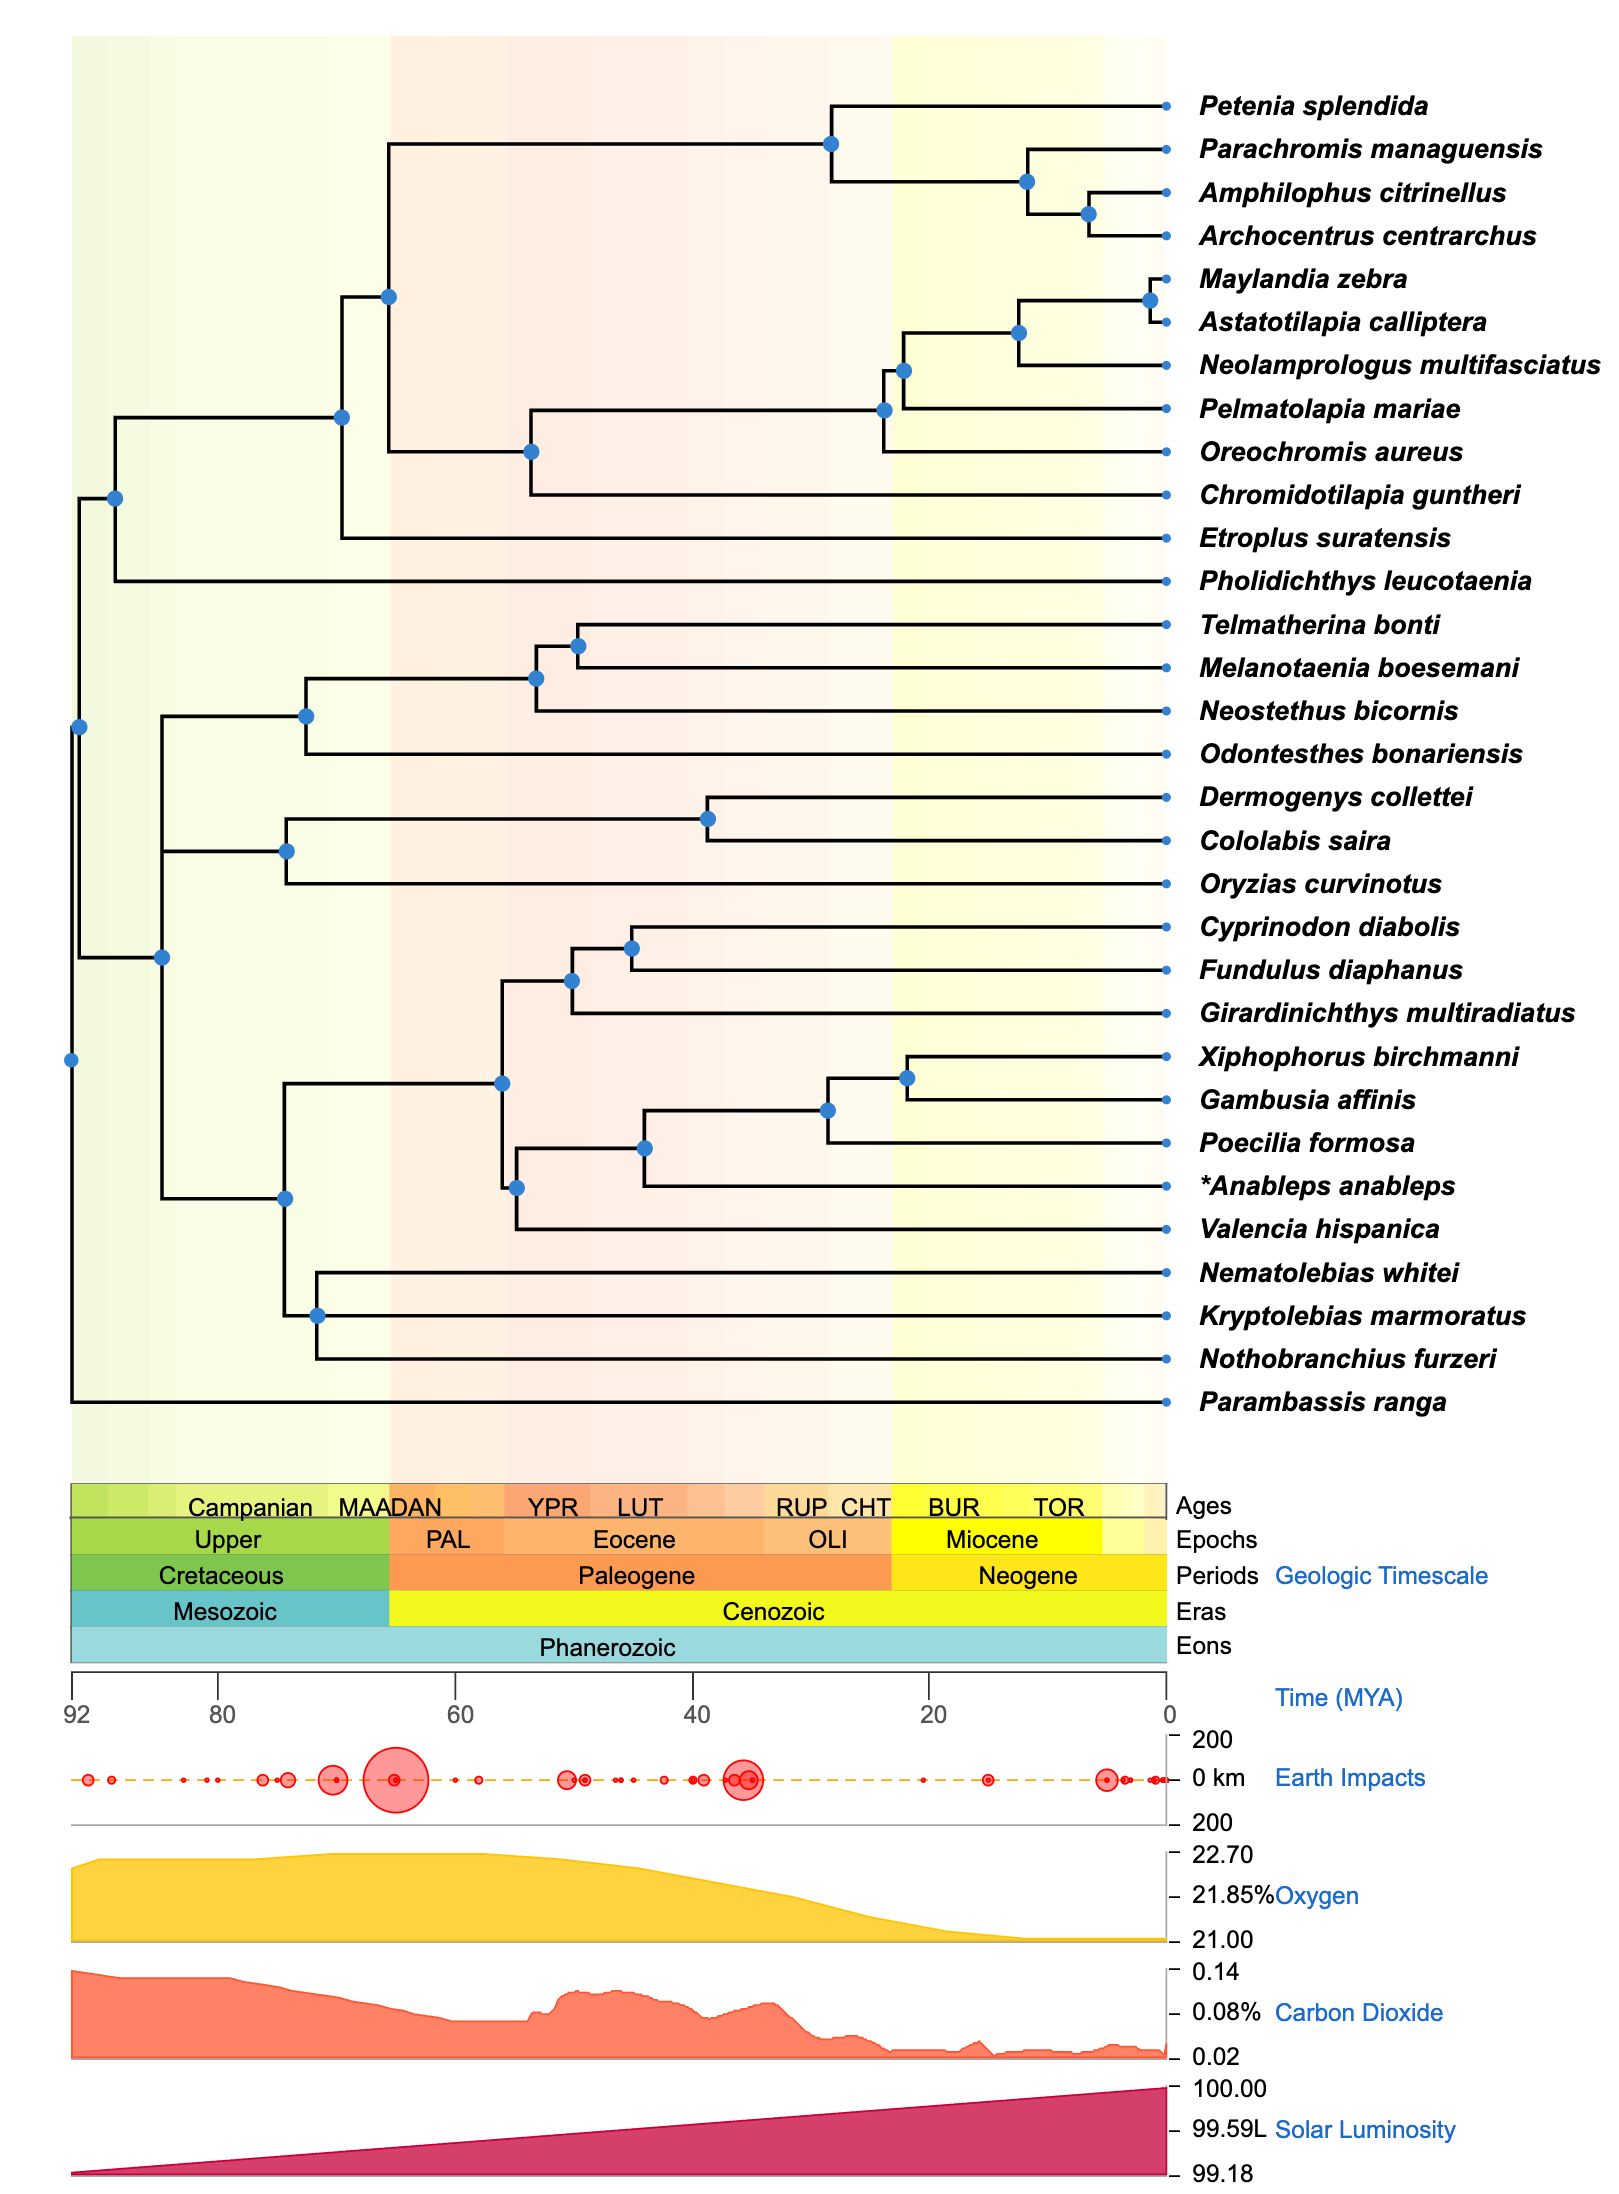 Petenia splendida
Parachromis managuensis
Amphilophus citrinellus
Archocentrus centrarchus
Maylandia zebra
Astatotilapia calliptera
Neolamprologus multifasciatus
Pelmatolapia mariae
Oreochromis aureus
Chromidotilapia guntheri
Etroplus suratensis
Pholidichthys leucotaenia
Telmatherina bonti
Melanotaenia boesemani
Neostethus bicornis
Odontesthes bonariensis
Dermogenys collettei
Cololabis saira
Oryzias curvinotus
Cyprinodon diabolis
Fundulus diaphanus
Girardinichthys multiradiatus
Xiphophorus birchmanni
Gambusia affinis
Poecilia formosa
*Anableps anableps
Valencia hispanica
Nematolebias whitei
Kryptolebias marmoratus
Nothobranchius furzeri
Parambassis ranga
Campanian MAA DAN YPR LUT RUP CHT BUR TOR Ages
Upper PAL Eocene OLI Miocene Epochs
Cretaceous Paleogene Neogene Periods Geologic Timescale
Mesozoic Cenozoic Eras
Phanerozoic Eons
92 80 60 40 20 0 Time (MYA)
200
0 km Earth Impacts
200
22.70
21.85% Oxygen
21.00
0.14
0.08% Carbon Dioxide
0.02
100.00
99.59L Solar Luminosity
99.18